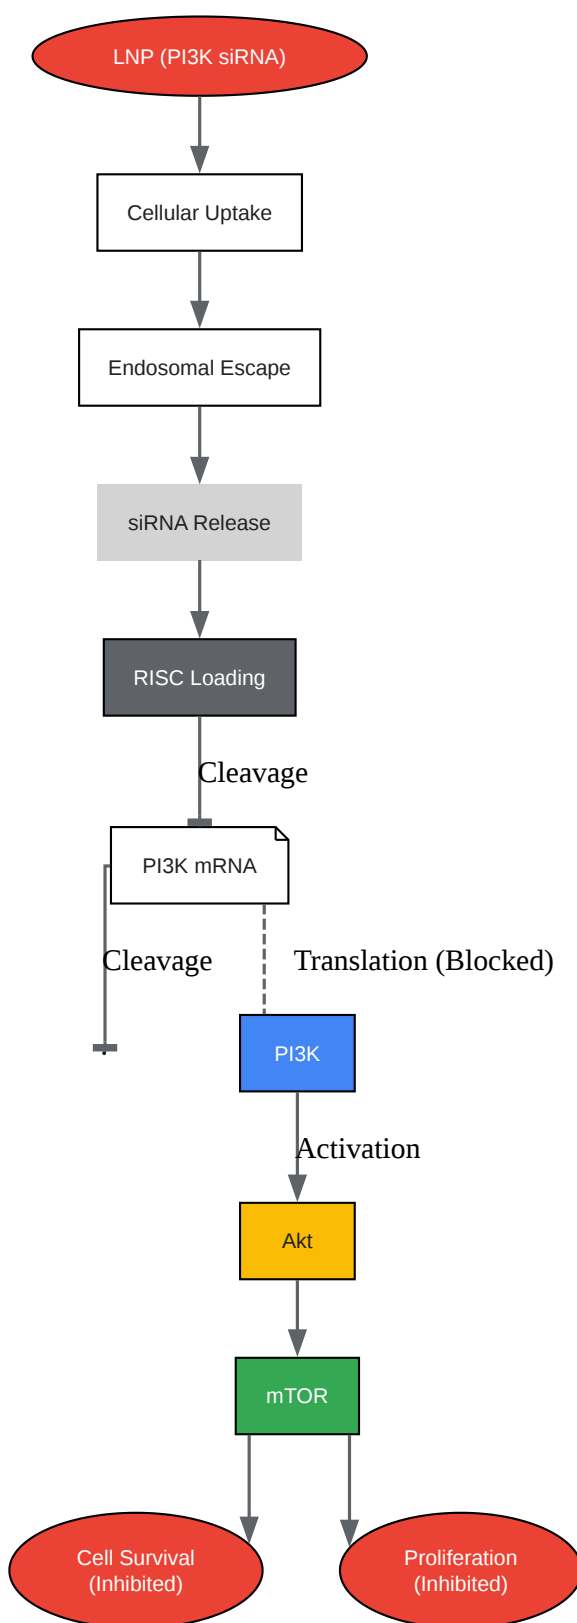 LNP (PI3K siRNA)
Cellular Uptake
Endosomal Escape
siRNA Release
RISC Loading
Cleavage
PI3K mRNA
Cleavage
Translation (Blocked)
PI3K
Activation
Akt
mTOR
Cell Survival
(Inhibited)
Proliferation
(Inhibited)